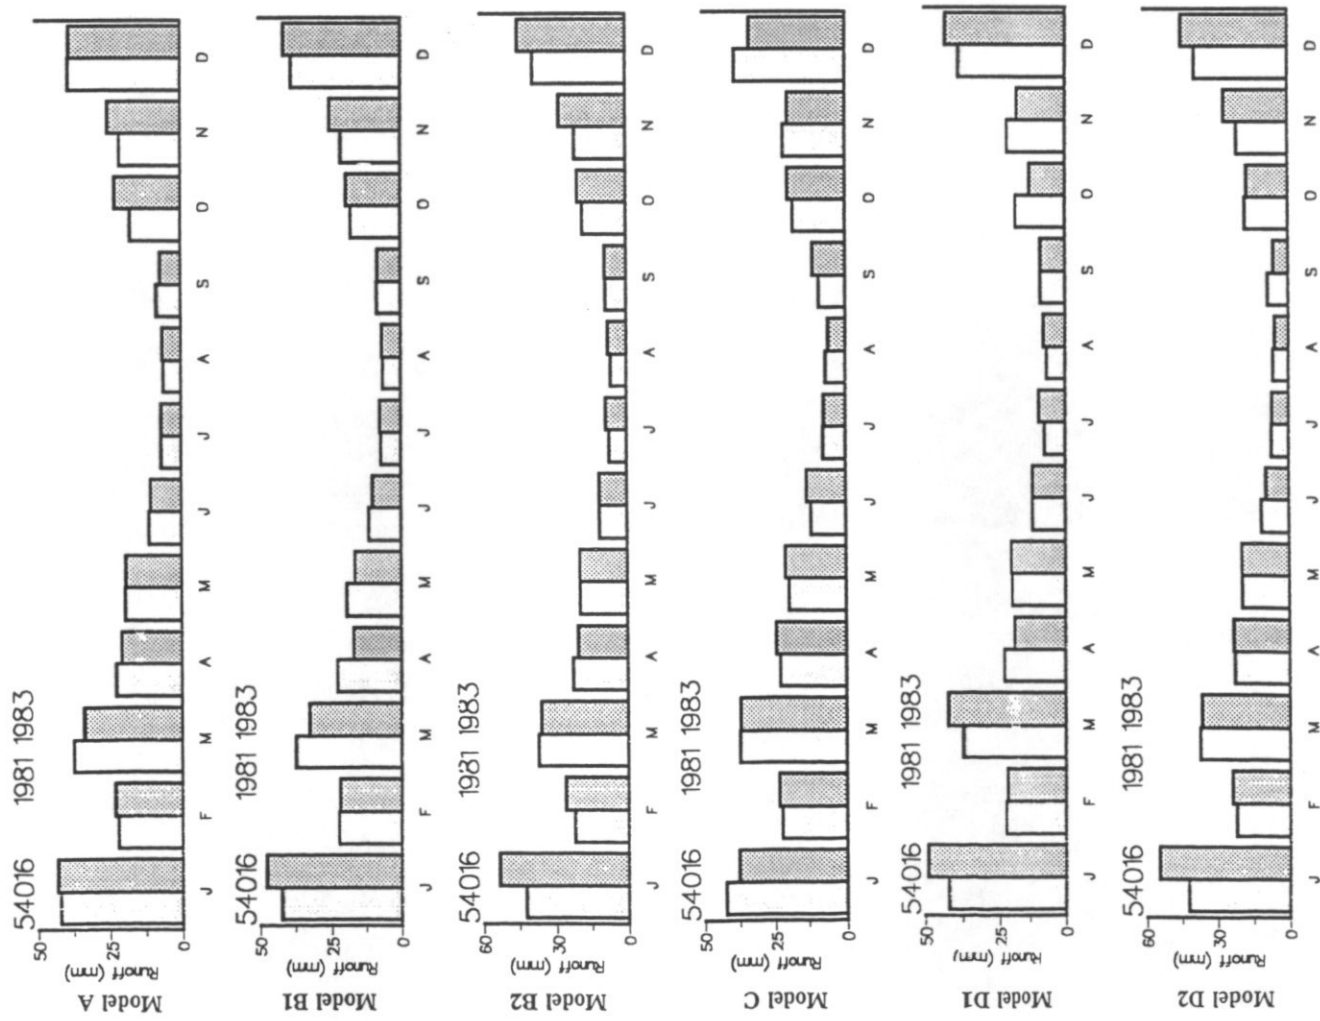 Model A
Runoff (mm)
50 25 0
54016 1981 1983
J F M A M J J A S D N D
Model B1
Runoff (mm)
50 25 0
54016 1981 1983
J F M A M J J A S D N D
Model B2
Runoff (mm)
60 30 0
54016 1981 1983
J F M A M J J A S D N D
Model C
Runoff (mm)
50 25 0
54016 1981 1983
J F M A M J J A S D N D
Model D1
Runoff (mm)
50 25 0
54016 1981 1983
J F M A M J J A S D N D
Model D2
Runoff (mm)
60 30 0
54016 1981 1983
J F M A M J J A S D N D